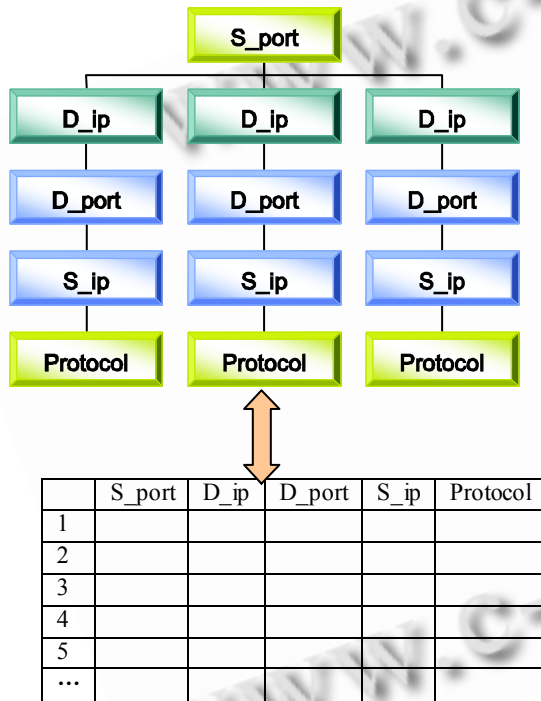 S_port
D_ip D_ip D_ip
D_port D_port D_port
S_ip S_ip S_ip
Protocol Protocol Protocol
S_port D_ip D_port S_ip Protocol
1
2
3
4
5
...